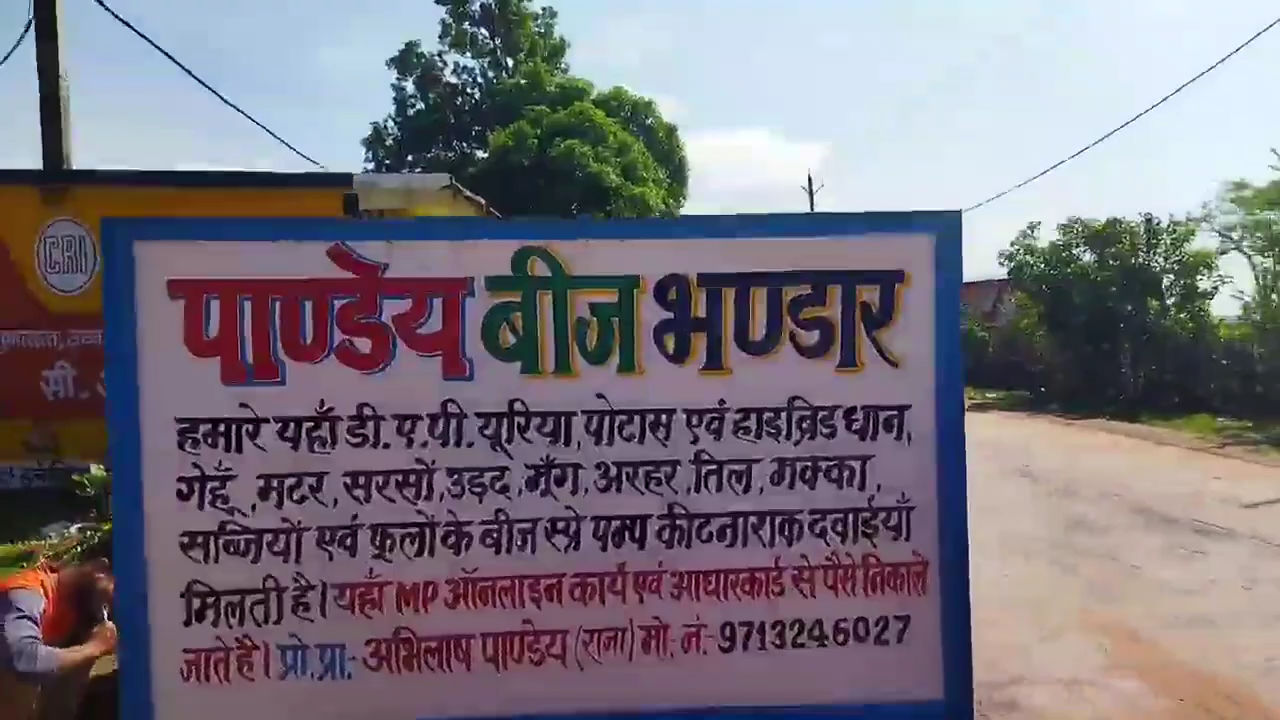 CRI
सी.
पाण्डेय बीज भण्डार
हमारे यहाँ डी.ए.पी. यूरिया, पोटास एवं हाइब्रिड धान,
गेहूँ, मटर, सरसों, उड़द, मूँग, अरहर, तिल, मक्का,
सब्जियों एवं फुलों के बीज स्प्रे पम्प कीटनाशक दवाईयाँ
मिलती है। यहाँ MP ऑनलाइन कार्य एवं आधारकार्ड से पैसे निकाले
जाते है। प्रो.प्रा:- अभिलाष पाण्डेय (राजा) मो. नं:- 9713246027